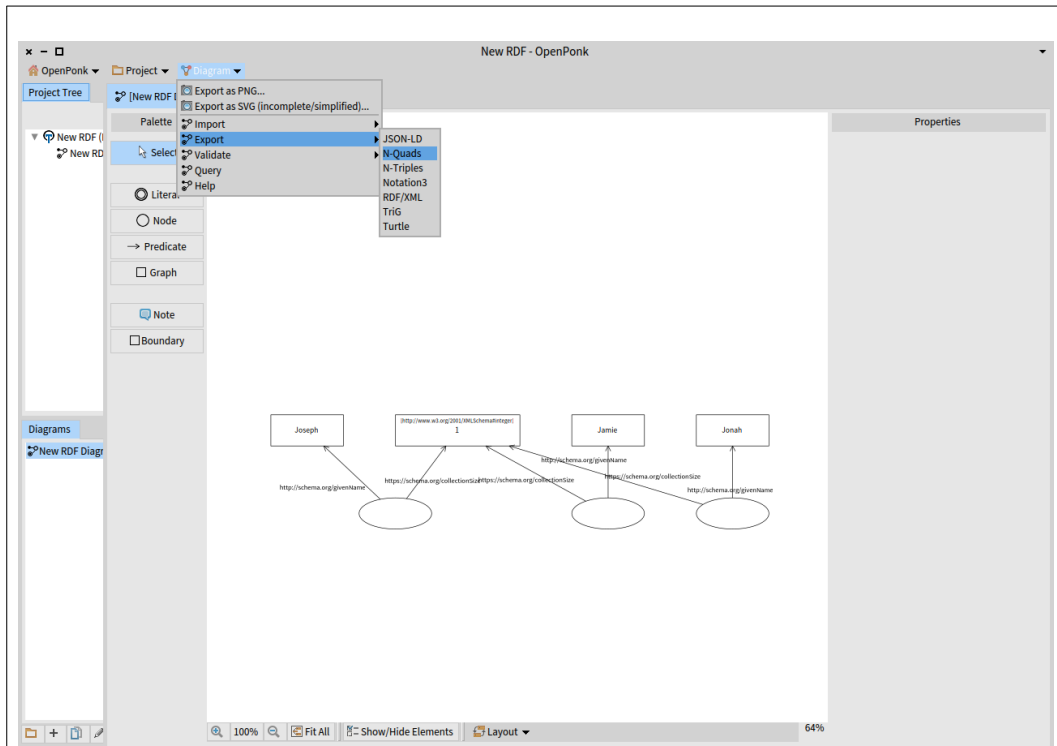 New RDF - OpenPonk
OpenPonk Project Diagram
Project Tree
New RDF (
New RD
[New RDF
Export as PNG...
Export as SVG (incomplete/simplified)...
Import
Export
Validate
Query
Help
JSON-LD
N-Quads
N-Triples
Notation3
RDF/XML
TriG
Turtle
Palette
Select
Literal
Node
Predicate
Graph
Note
Boundary
Properties
Joseph
[http://www.w3.org/2001/XMLSchema#integer]
1
Jamie
Jonah
http://schema.org/givenName
https://schema.org/collectionSize
https://schema.org/collectionSize
http://schema.org/givenName
https://schema.org/collectionSize
http://schema.org/givenName
Diagrams
New RDF Diagr
100% Fit All Show/Hide Elements Layout
64%